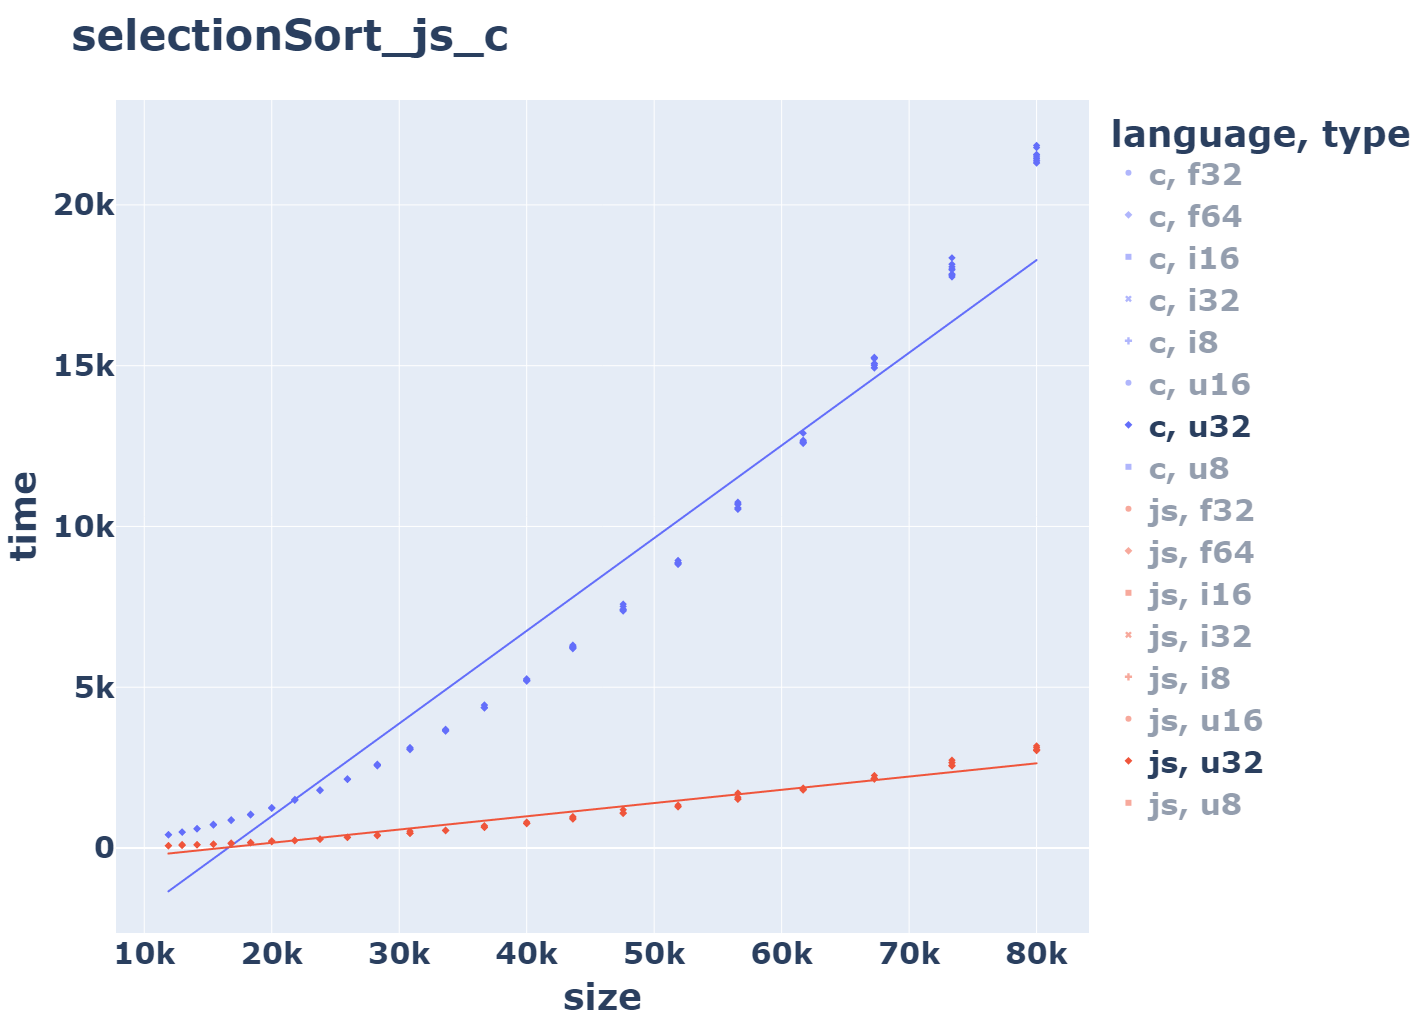 selectionSort_js_c
language, type
c, f32
c, f64
c, i16
c, i32
c, i8
c, u16
c, u32
c, u8
js, f32
js, f64
js, i16
js, i32
js, i8
js, u16
js, u32
js, u8
20k
15k
10k
5k
0
time
10k 20k 30k 40k 50k 60k 70k 80k
size